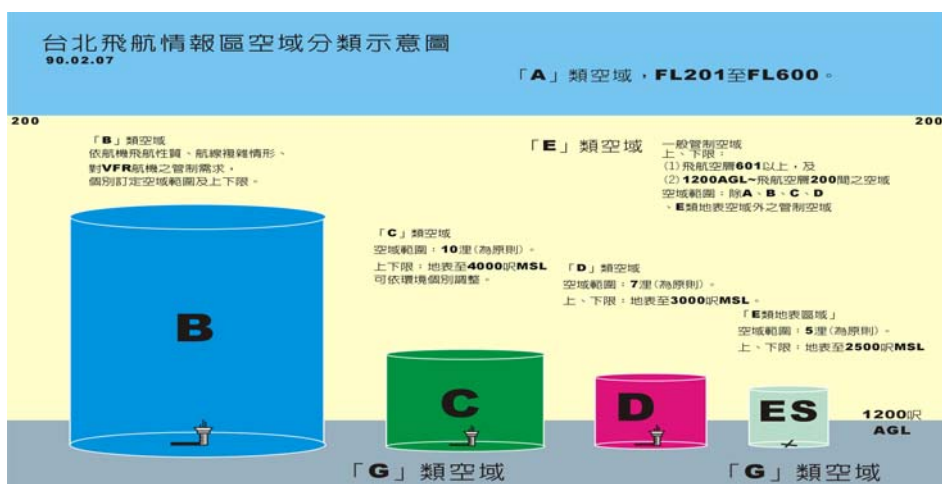 台北飛航情報區空域分類示意圖
90.02.07
「A」類空域，FL201至FL600。
200
200
「B」類空域
依航機飛航性質、航線複雜情形、
對VFR航機之管制需求，
個別訂定空域範圍及上下限。
「E」類空域
一般管制空域
上、下限：
(1)飛航空層601以上，及
(2)1200AGL~飛航空層200間之空域
空域範圍：除A、B、C、D
、E類地表空域外之管制空域
「C」類空域
空域範圍：10浬(為原則)。
上下限：地表至4000呎MSL
可依環境個別調整。
「D」類空域
空域範圍：7浬(為原則)。
上、下限：地表至3000呎MSL。
「E類地表區域」
空域範圍：5浬(為原則)。
上、下限：地表至2500呎MSL
B
C
D
ES
1200呎
AGL
「G」類空域
「G」類空域